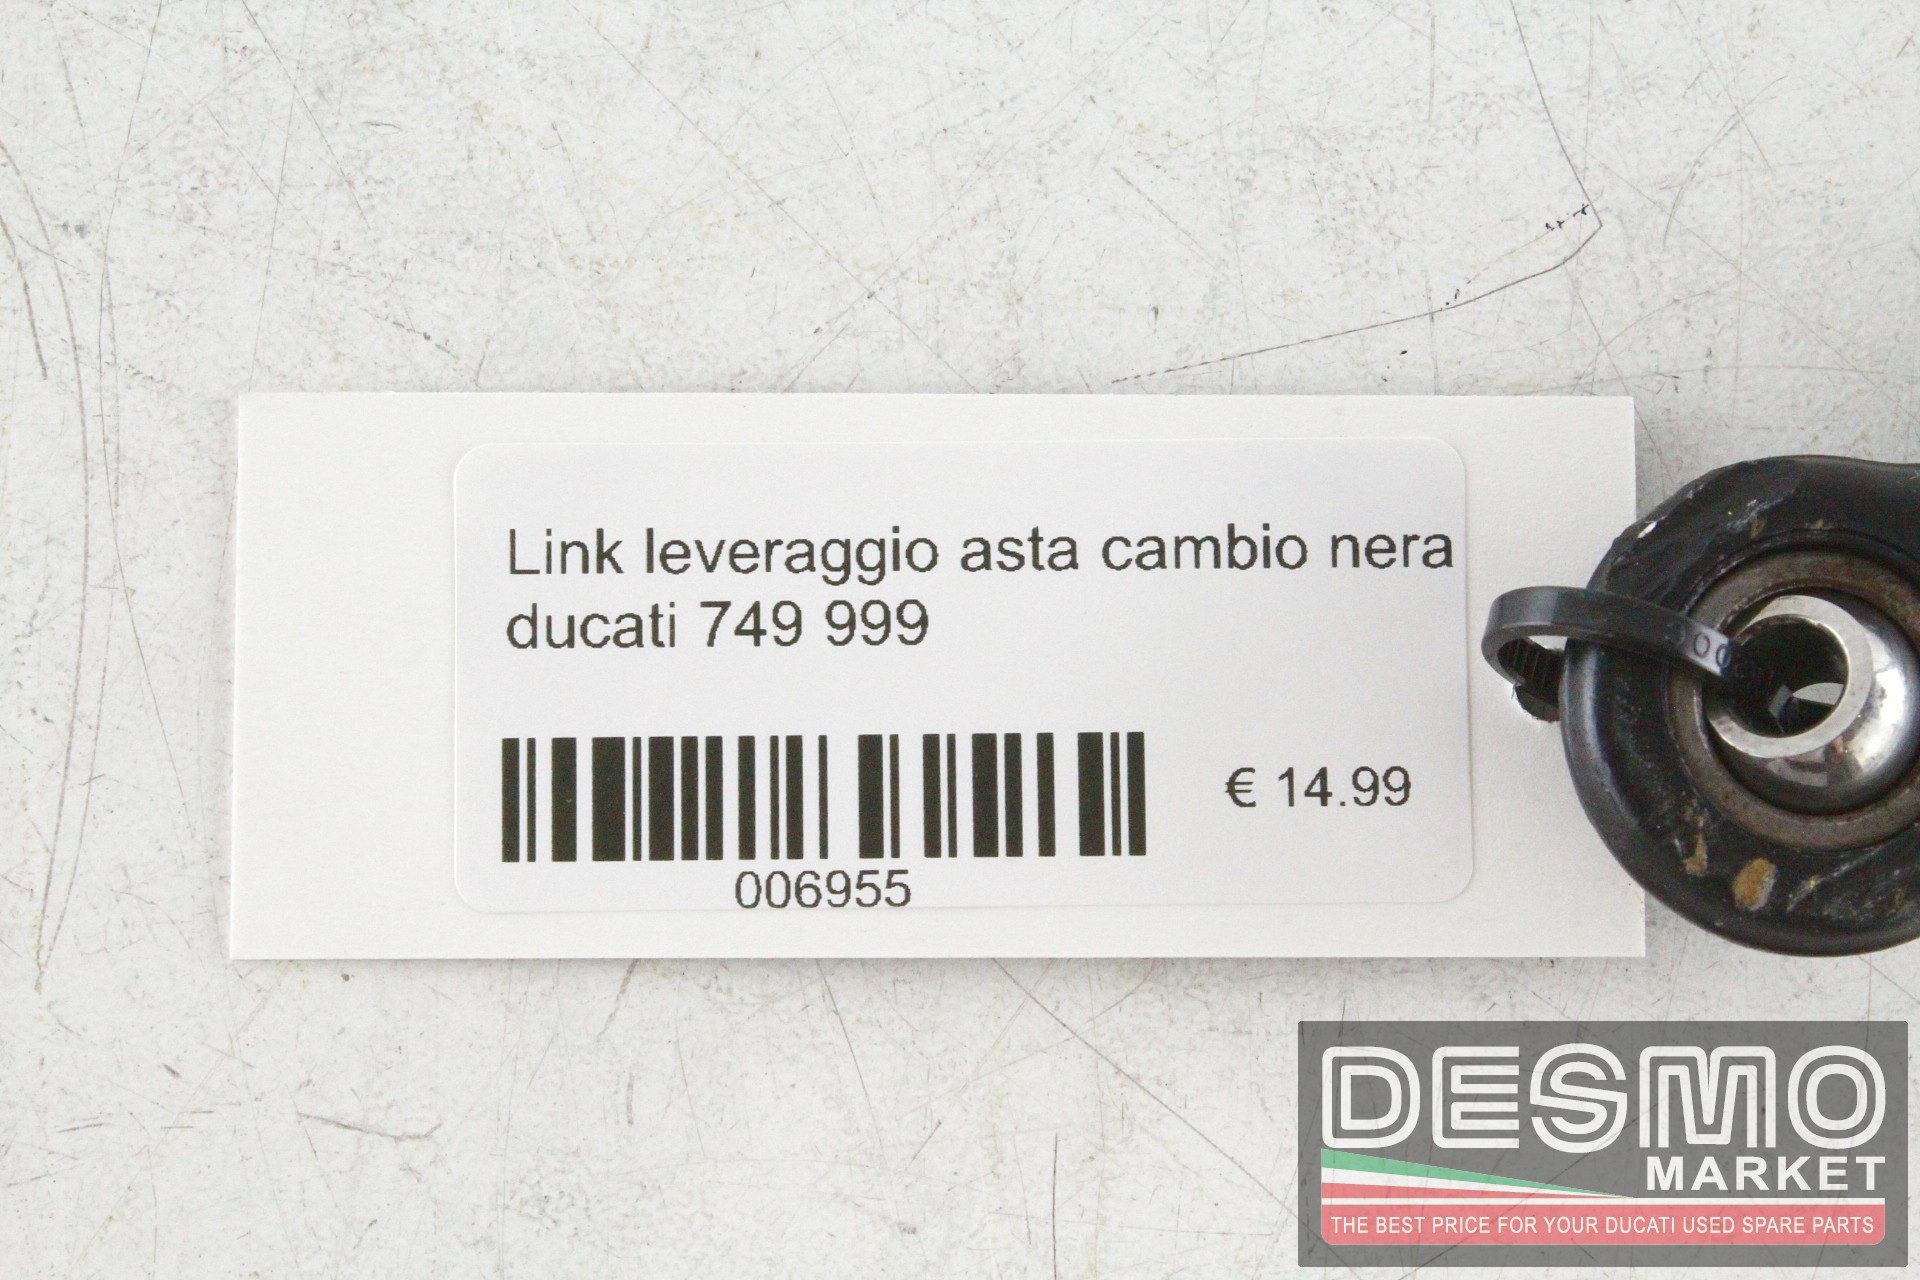 Link leveraggio asta cambio nera
ducati 749 999
€ 14.99
006955
DESMO
MARKET
THE BEST PRICE FOR YOUR DUCATI USED SPARE PARTS